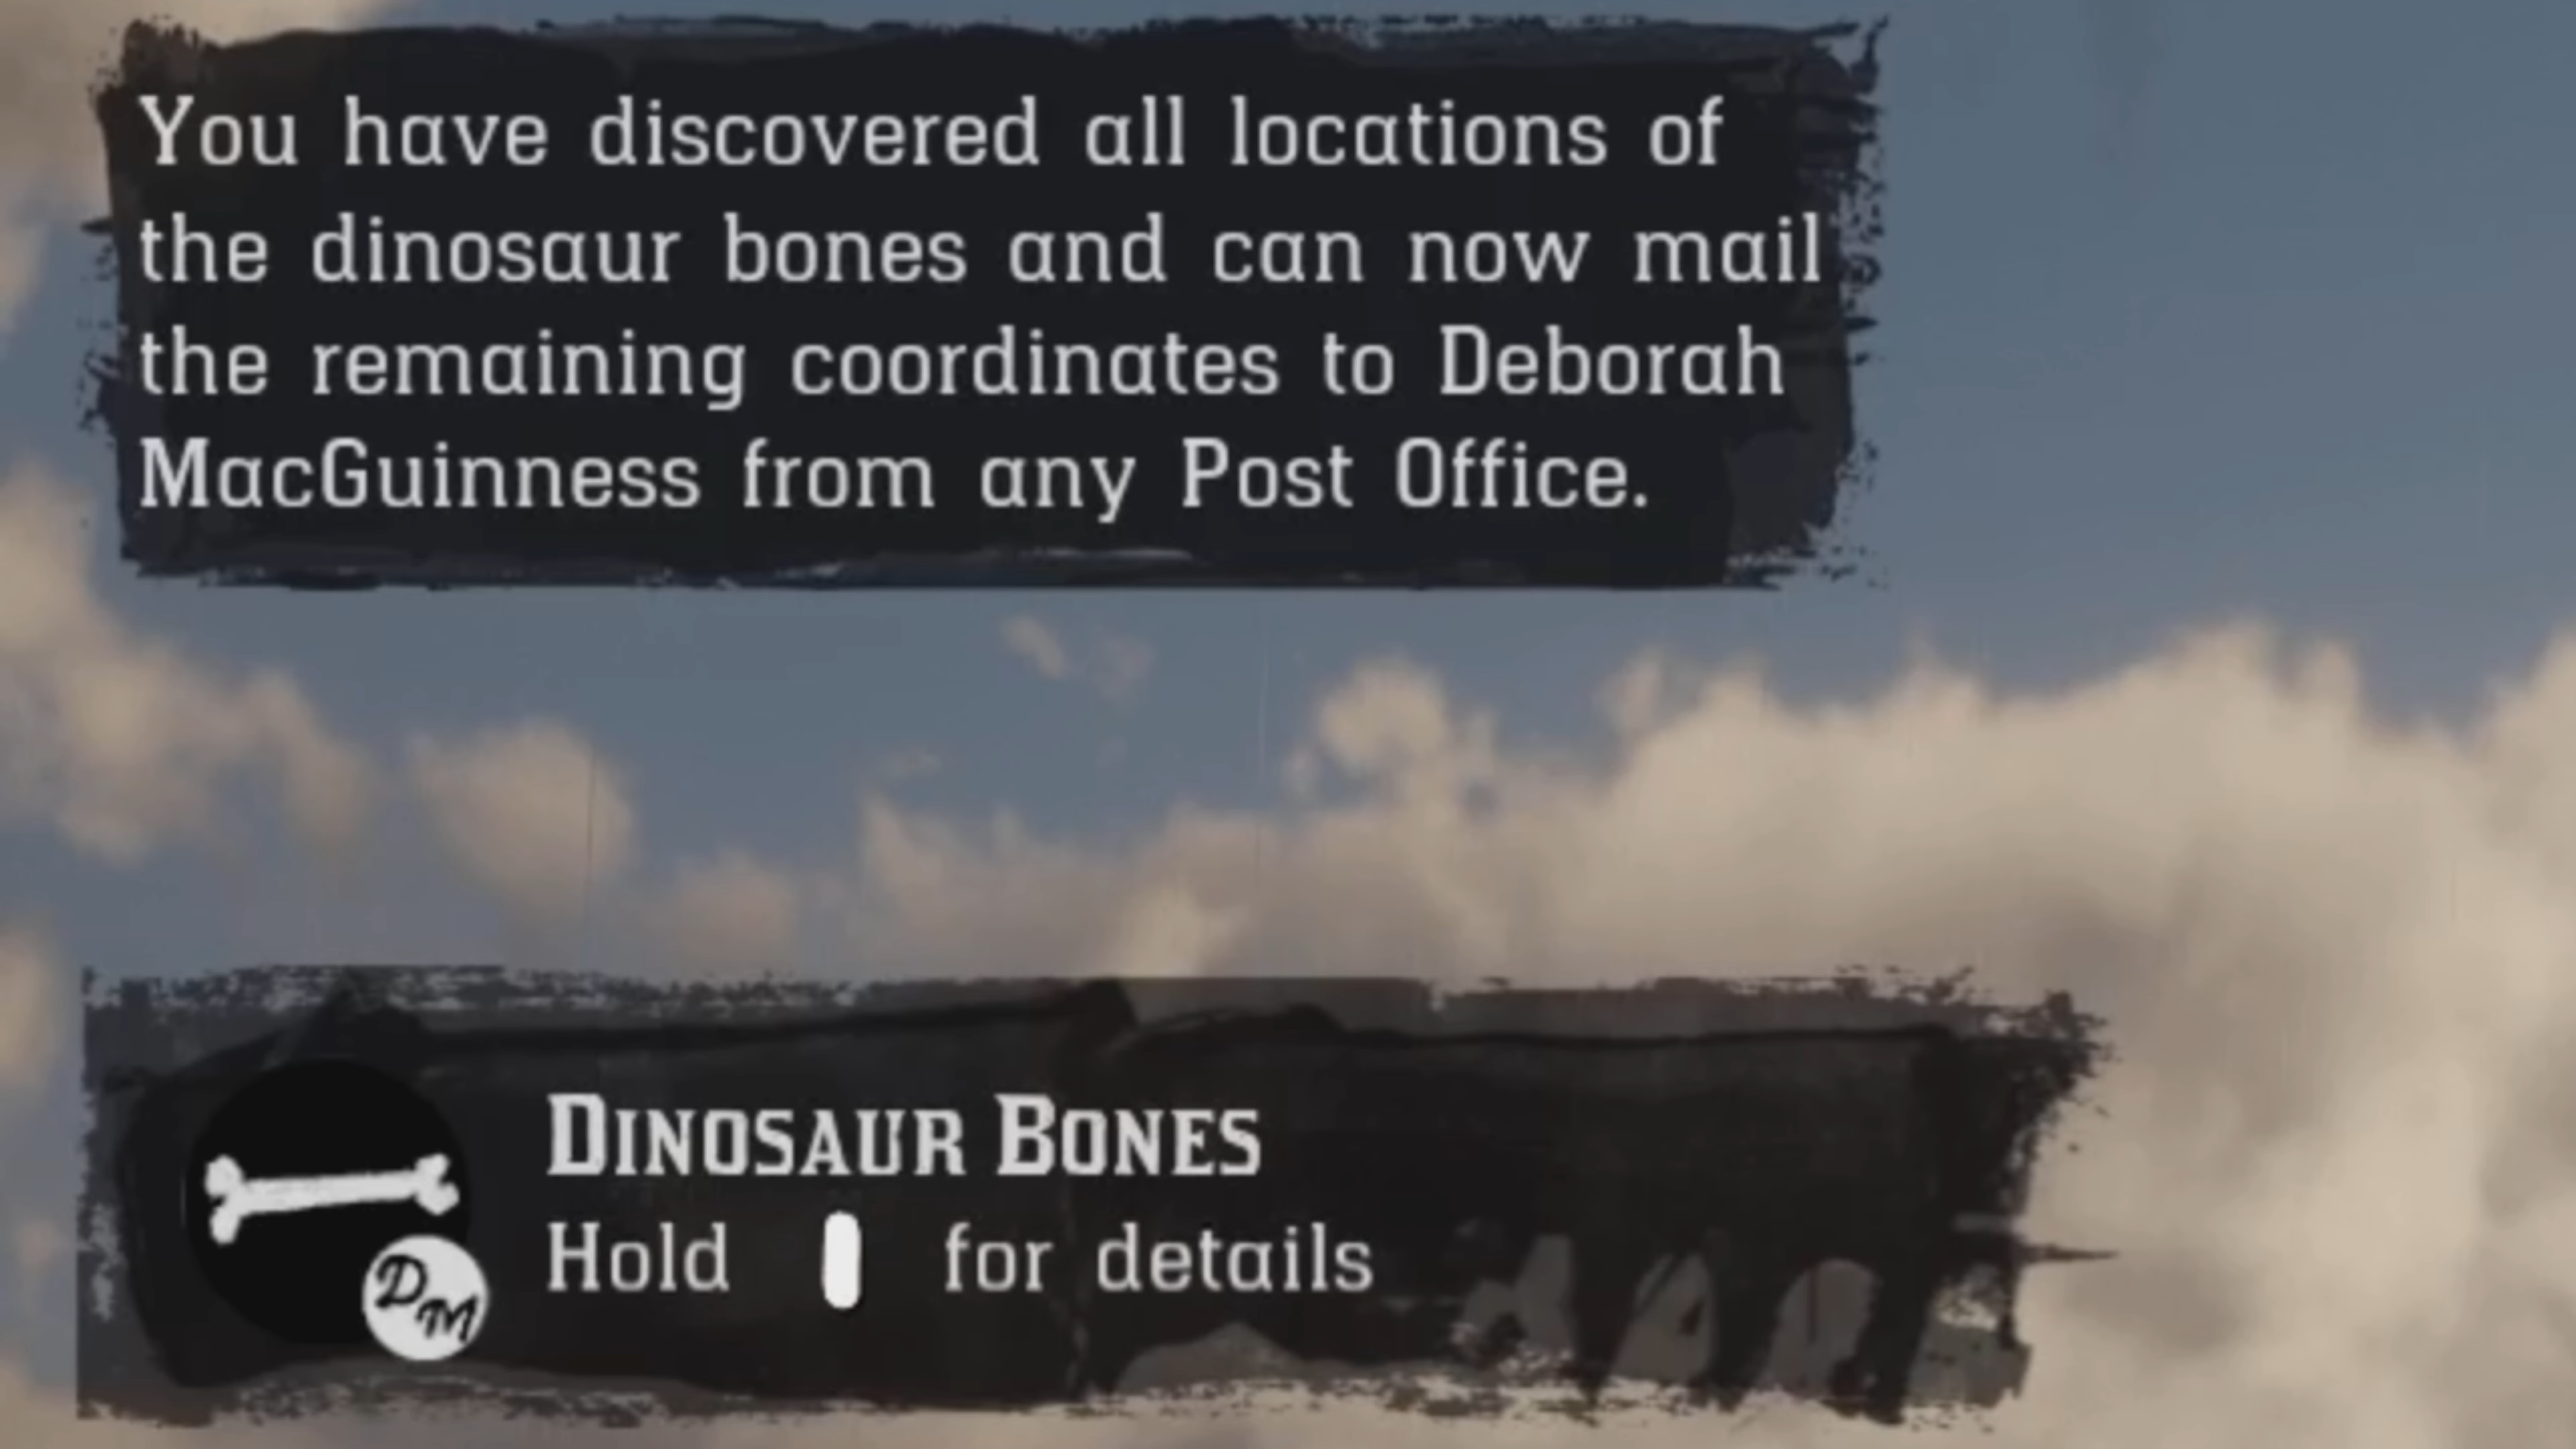 You have discovered all locations of
the dinosaur bones and can now mail
the remaining coordinates to Deborah
MacGuinness from any Post Office.
DINOSAUR BONES
Hold for details
DM